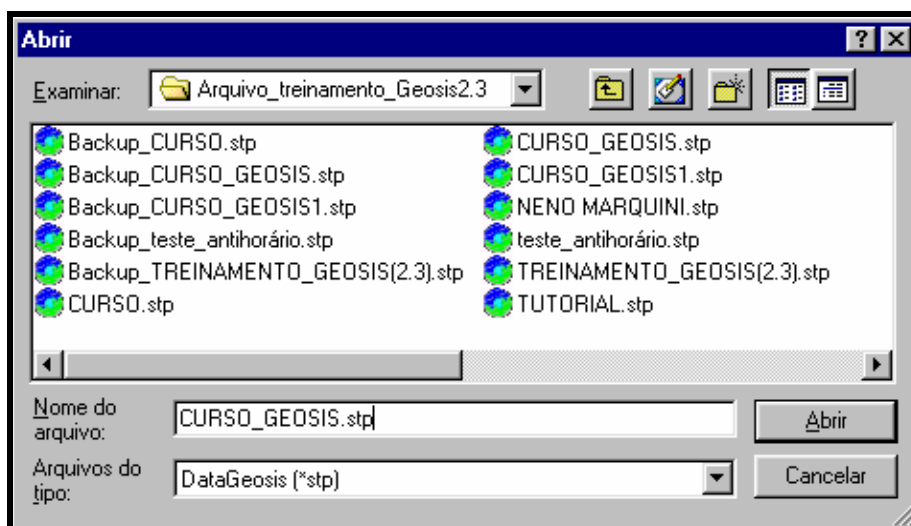 Abrir
Examinar: Arquivo_treinamento_Geosis2.3
Backup_CURSO.stp
Backup_CURSO_GEOSIS.stp
Backup_CURSO_GEOSIS1.stp
Backup_teste_antihorário.stp
Backup_TREINAMENTO_GEOSIS(2.3).stp
CURSO.stp
CURSO_GEOSIS.stp
CURSO_GEOSIS1.stp
NENO MARQUINI.stp
teste_antihorário.stp
TREINAMENTO_GEOSIS(2.3).stp
TUTORIAL.stp
Nome do
arquivo:
CURSO_GEOSIS.stp
Abrir
Arquivos do
tipo:
DataGeosis (*stp)
Cancelar